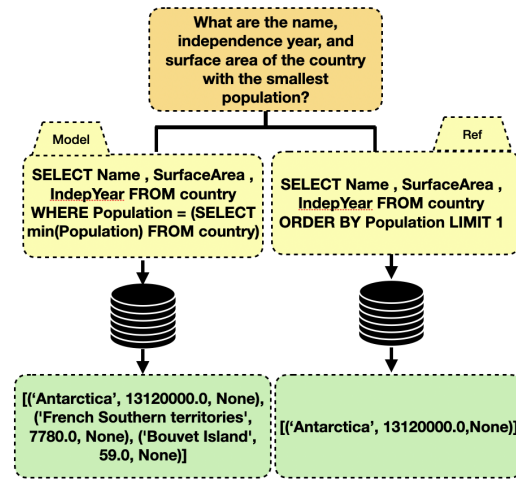 What are the name,
independence year, and
surface area of the country
with the smallest
population?
Model
SELECT Name , SurfaceArea ,
IndepYear FROM country
WHERE Population = (SELECT
min(Population) FROM country)
Ref
SELECT Name , SurfaceArea ,
IndepYear FROM country
ORDER BY Population LIMIT 1
[(‘Antarctica’, 13120000.0, None),
('French Southern territories',
7780.0, None), ('Bouvet Island',
59.0, None)]
[(‘Antarctica’, 13120000.0,None)]